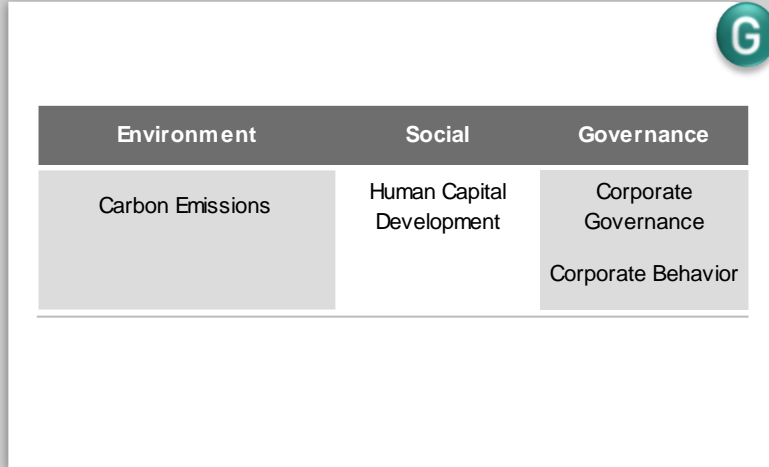 G
Environment Social Governance
Carbon Emissions
Human Capital
Development
Corporate
Governance
Corporate Behavior